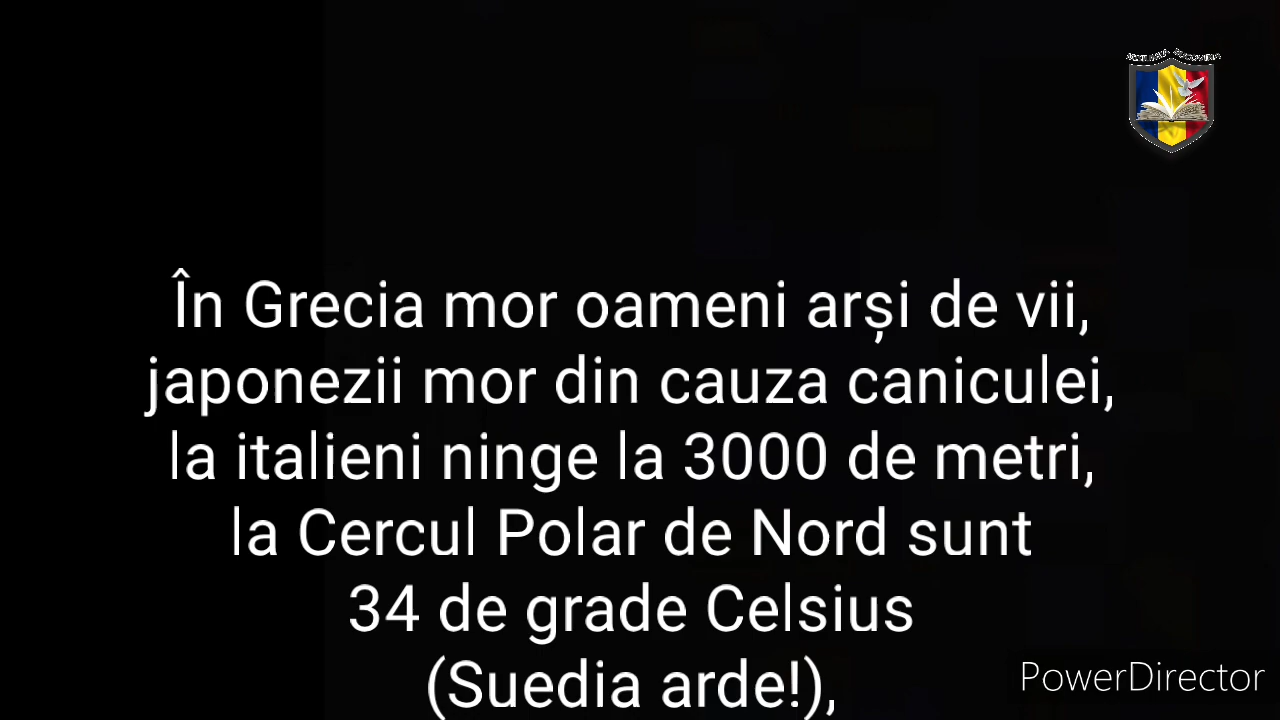 În Grecia mor oameni arși de vii,
japonezii mor din cauza caniculei,
la italieni ninge la 3000 de metri,
la Cercul Polar de Nord sunt
34 de grade Celsius
(Suedia arde!),
PowerDirector